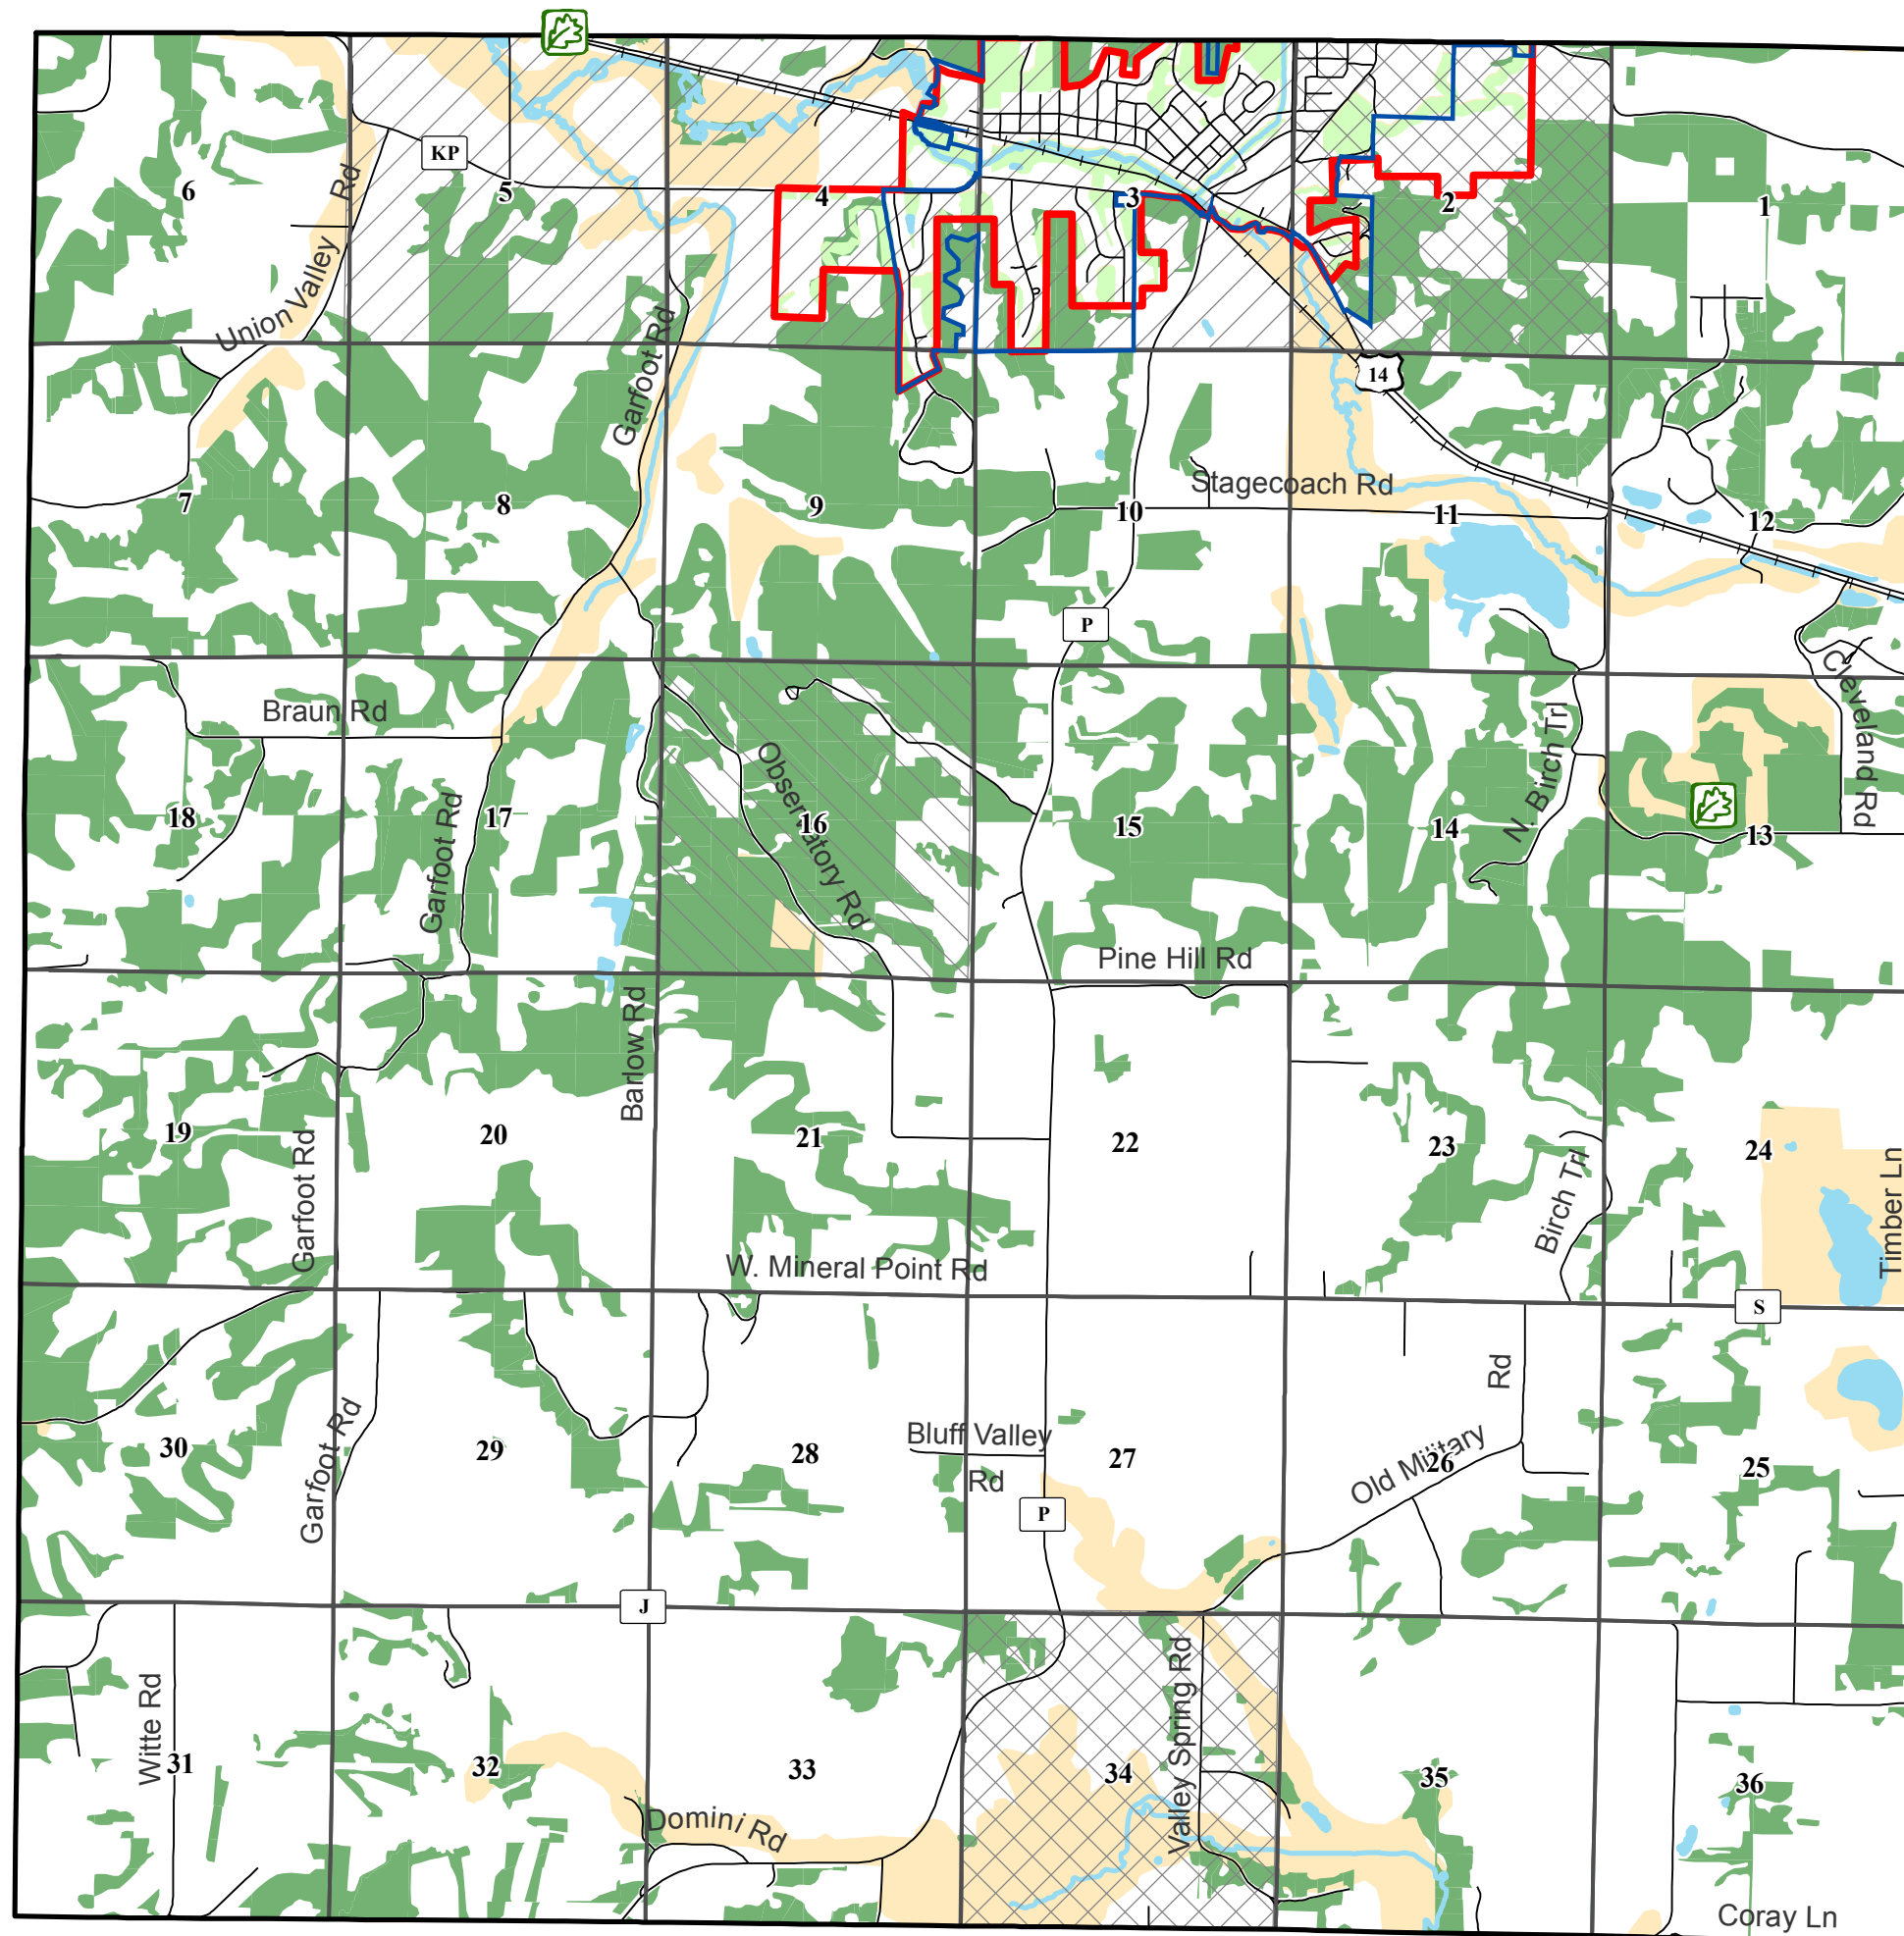 KP
6
5
4
3
2
1
Union Valley Rd
Garfoot Rd
14
7
8
9
10
Stagecoach Rd
11
12
P
Cleveland Rd
Braun Rd
N. Birch Trl
Observatory Rd
Garfoot Rd
18
17
16
15
14
13
Pine Hill Rd
Barlow Rd
19
Garfoot Rd
20
21
22
23
Birch Trl
24
Timber Ln
W. Mineral Point Rd
S
Rd
30
Garfoot Rd
29
28
Bluff Valley
Rd
27
Old Military
26
25
P
J
Witte Rd
31
32
33
34
Valley Spring Rd
35
36
Domini Rd
Coray Ln